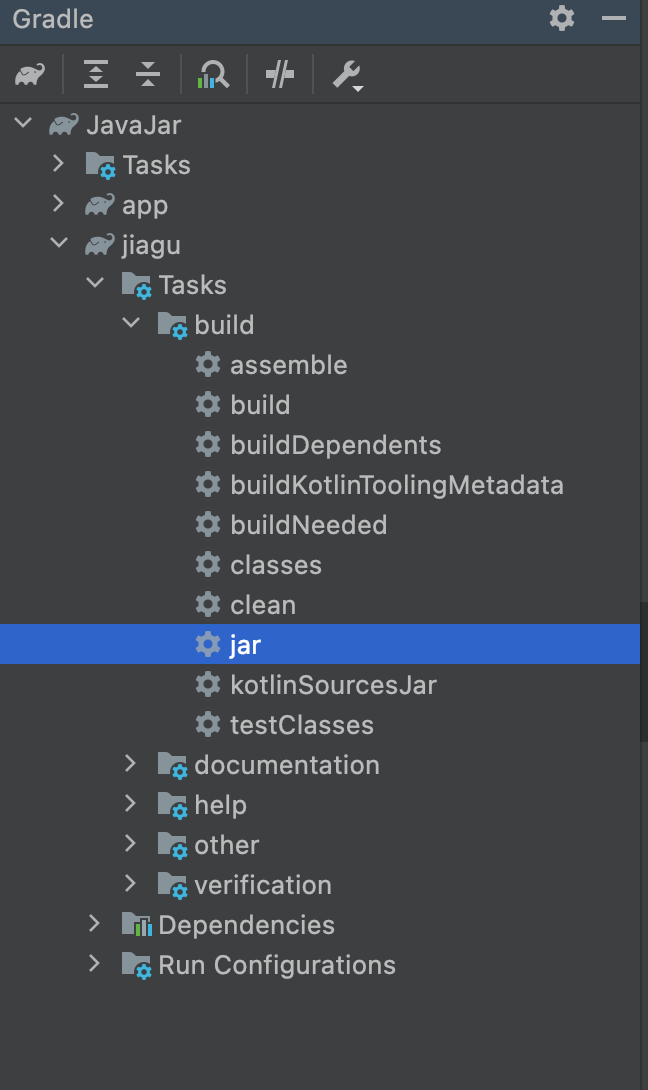 Gradle
JavaJar
Tasks
app
jiagu
Tasks
build
assemble
build
buildDependents
buildKotlinToolingMetadata
buildNeeded
classes
clean
jar
kotlinSourcesJar
testClasses
documentation
help
other
verification
Dependencies
Run Configurations